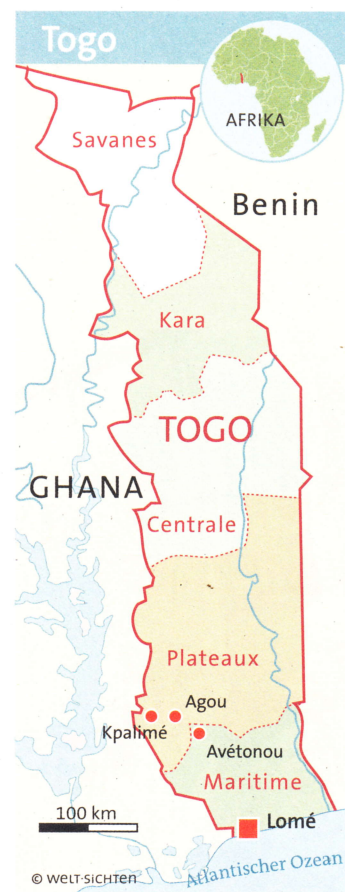 Togo
AFRIKA
Savanes
Benin
Kara
TOGO
GHANA
Centrale
Plateaux
Agou
Kpalimé
Avétonou
Maritime
100 km
Lomé
Atlantischer Ozean
© WELT-SICHTEN